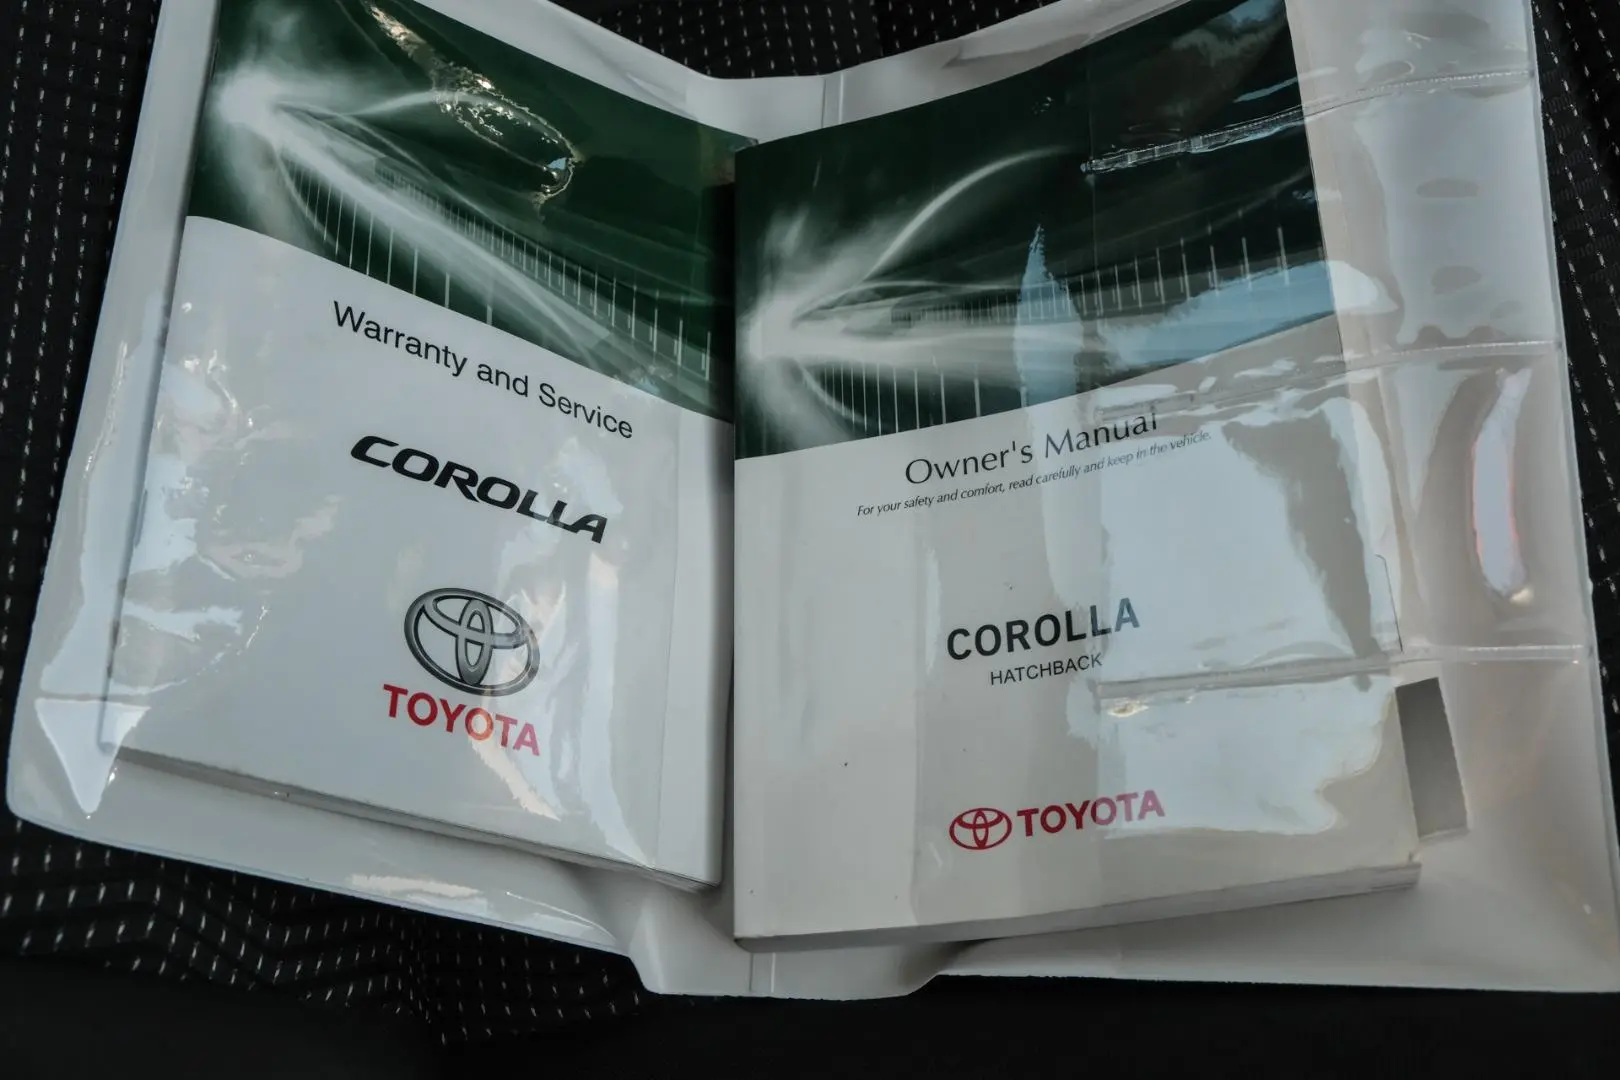 Warranty and Service
COROLLA
TOYOTA
Owner's Manual
For your safety and comfort, read carefully and keep in the vehicle.
COROLLA
HATCHBACK
TOYOTA